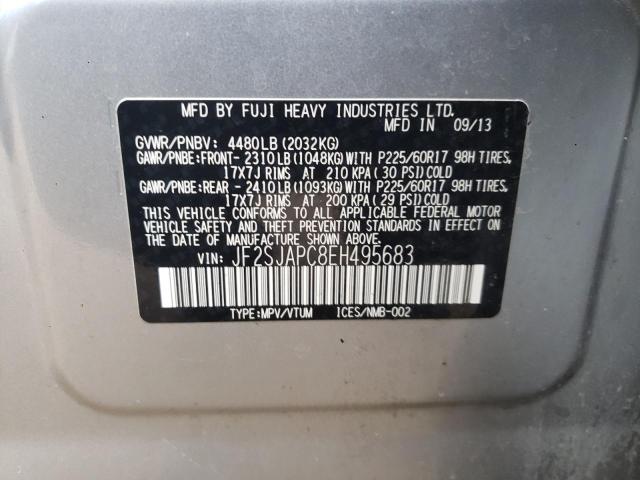 MFD BY FUJI HEAVY INDUSTRIES LTD.
MFD IN 09/13
GVWR/PNBV: 4480LB (2032KG)
GAWR/PNBE:FRONT- 2310LB (1048KG) WITH P225/60R17 98H TIRES,
17X7J RIMS AT 210 KPA (30 PSI) COLD
GAWR/PNBE:REAR - 2410LB (1093KG) WITH P225/60R17 98H TIRES,
17X7J RIMS AT 200 KPA (29 PSI) COLD
THIS VEHICLE CONFORMS TO ALL APPLICABLE FEDERAL MOTOR
VEHICLE SAFETY AND THEFT PREVENTION STANDARDS IN EFFECT ON
THE DATE OF MANUFACTURE SHOWN ABOVE.
VIN: JF2SJAPC8EH495683
TYPE:MPV/VTUM ICES/NMB-002